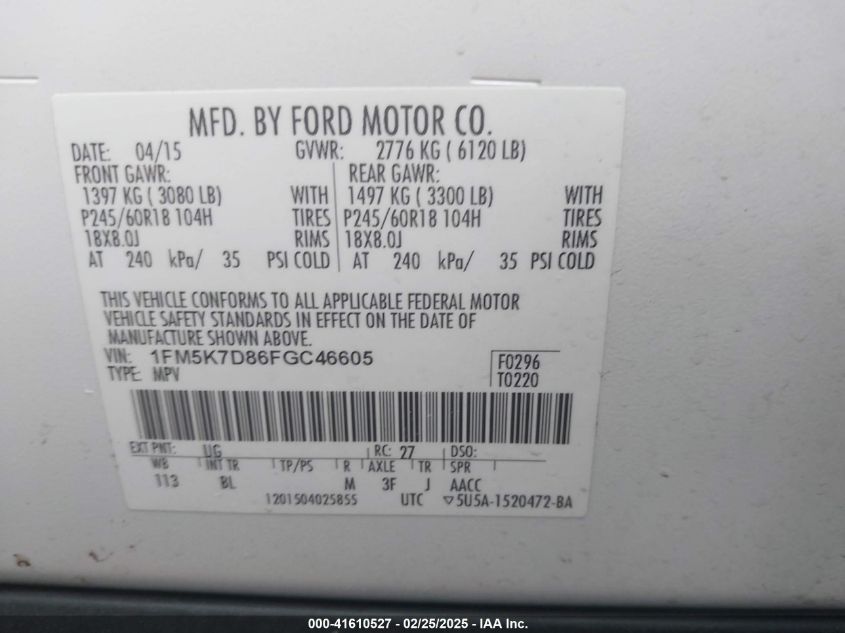 MFD. BY FORD MOTOR CO.
DATE: 04/15 GVWR: 2776 KG ( 6120 LB)
FRONT GAWR: REAR GAWR:
1397 KG ( 3080 LB) WITH 1497 KG ( 3300 LB) WITH
P245/60R18 104H TIRES P245/60R18 104H TIRES
18X8.0J RIMS 18X8.0J RIMS
AT 240 kPa/ 35 PSI COLD AT 240 kPa/ 35 PSI COLD
THIS VEHICLE CONFORMS TO ALL APPLICABLE FEDERAL MOTOR
VEHICLE SAFETY STANDARDS IN EFFECT ON THE DATE OF
MANUFACTURE SHOWN ABOVE.
VIN: 1FM5K7D86FGC46605 F0296
TYPE: MPV T0220
EXT PNT: UG RC: 27 DSO:
WB INT TR TP/PS R AXLE TR SPR
113 BL M 3F J AACC
1201504025855 UTC ▽5U5A-1520472-BA
000-41610527 - 02/25/2025 - IAA Inc.